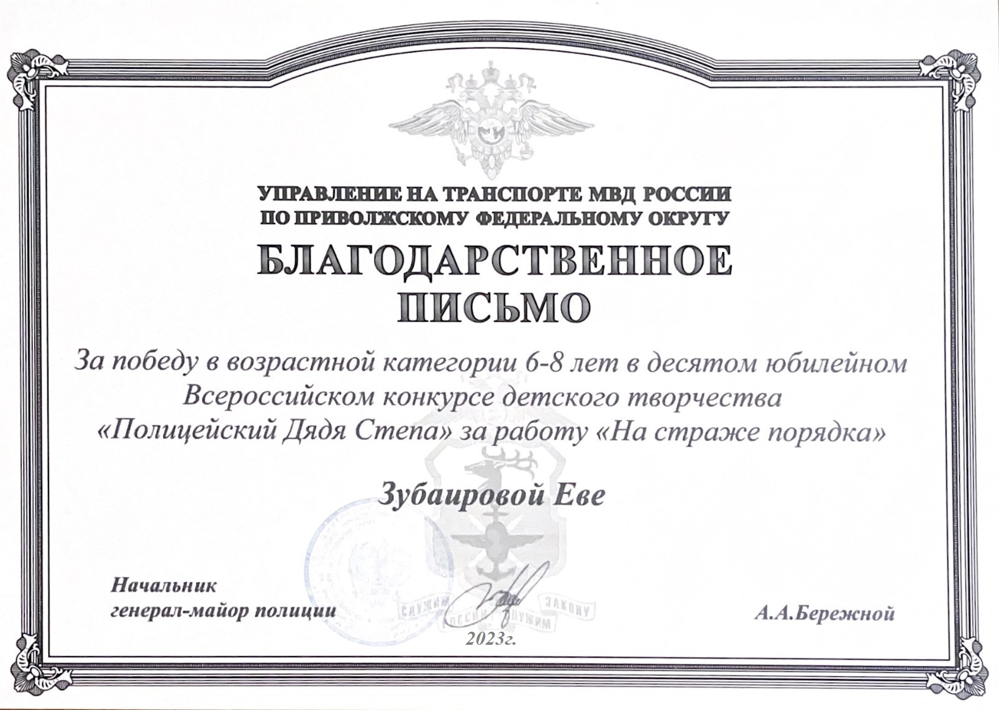 УПРАВЛЕНИЕ НА ТРАНСПОРТЕ МВД РОССИИ
ПО ПРИВОЛЖСКОМУ ФЕДЕРАЛЬНОМУ ОКРУГУ
БЛАГОДАРСТВЕННОЕ
ПИСЬМО
За победу в возрастной категории 6-8 лет в десятом юбилейном
Всероссийском конкурсе детского творчества
«Полицейский Дядя Степа» за работу «На страже порядка»
Зубаировой Еве
Начальник
генерал-майор полиции
А.А.Бережной
СЛУЖИМ РОССИИ СЛУЖИМ ЗАКОНУ
2023г.